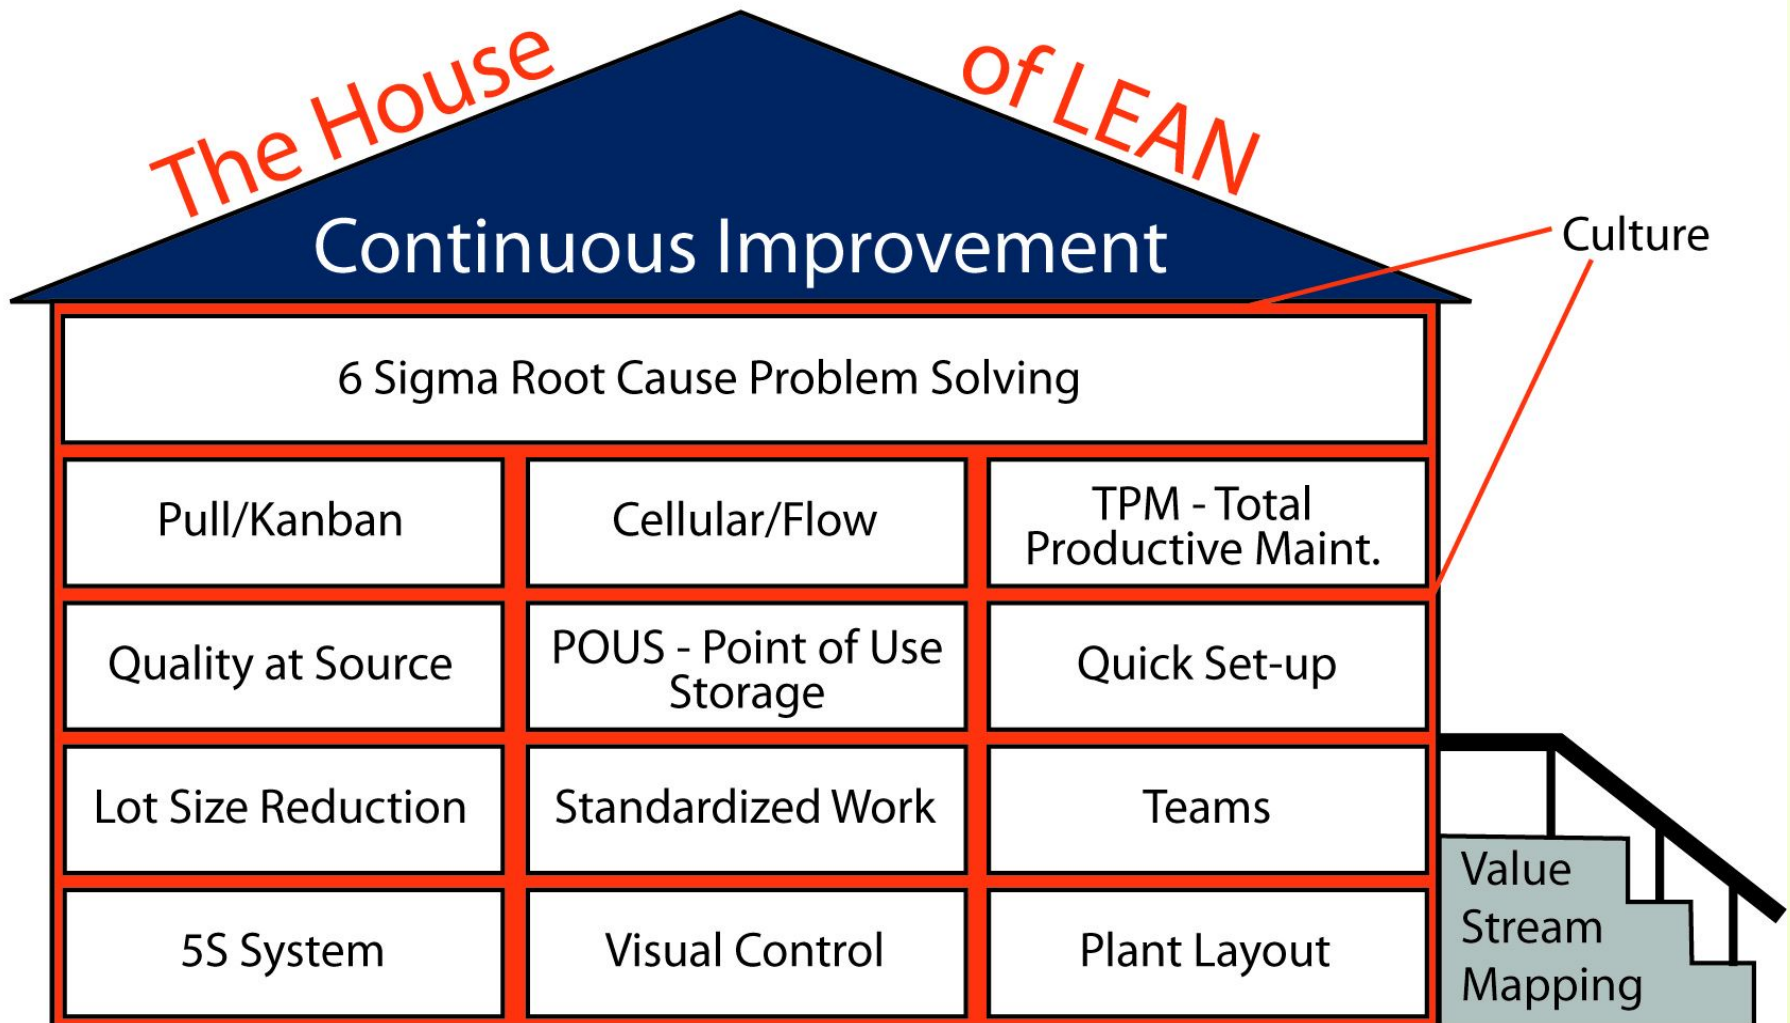 The House of LEAN
Continuous Improvement
Culture
6 Sigma Root Cause Problem Solving
Pull/Kanban
Cellular/Flow
TPM - Total
Productive Maint.
Quality at Source
POUS - Point of Use
Storage
Quick Set-up
Lot Size Reduction
Standardized Work
Teams
5S System
Visual Control
Plant Layout
Value
Stream
Mapping